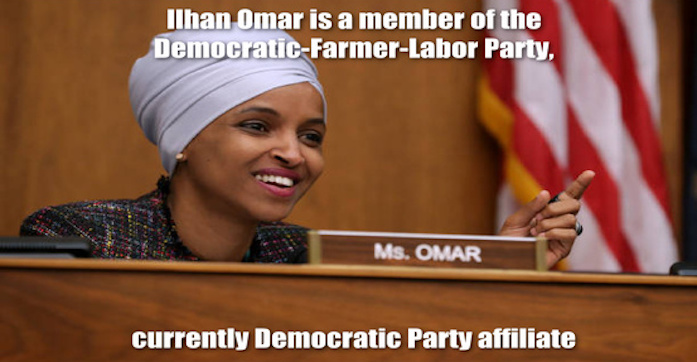 Ilhan Omar is a member of the
Democratic-Farmer-Labor Party,
Ms. OMAR
currently Democratic Party affiliate